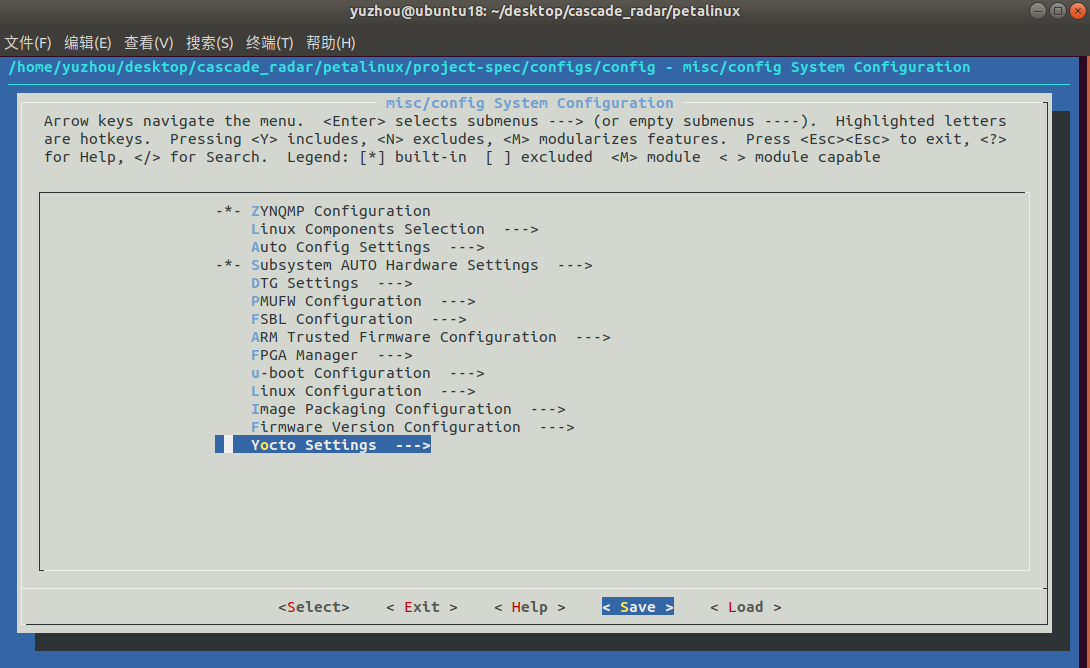 yuzhou@ubuntu18: ~/desktop/cascade_radar/petalinux
文件(F) 编辑(E) 查看(V) 搜索(S) 终端(T) 帮助(H)
/home/yuzhou/desktop/cascade_radar/petalinux/project-spec/configs/config - misc/config System Configuration
misc/config System Configuration
Arrow keys navigate the menu.  <Enter> selects submenus ---> (or empty submenus ----).  Highlighted letters
are hotkeys.  Pressing <Y> includes, <N> excludes, <M> modularizes features.  Press <Esc><Esc> to exit, <?>
for Help, </> for Search.  Legend: [*] built-in  [ ] excluded  <M> module  < > module capable
-*- ZYNQMP Configuration
Linux Components Selection  --->
Auto Config Settings  --->
-*- Subsystem AUTO Hardware Settings  --->
DTG Settings  --->
PMUFW Configuration  --->
FSBL Configuration  --->
ARM Trusted Firmware Configuration  --->
FPGA Manager  --->
u-boot Configuration  --->
Linux Configuration  --->
Image Packaging Configuration  --->
Firmware Version Configuration  --->
Yocto Settings  --->
<Select>    < Exit >    < Help >    < Save >    < Load >